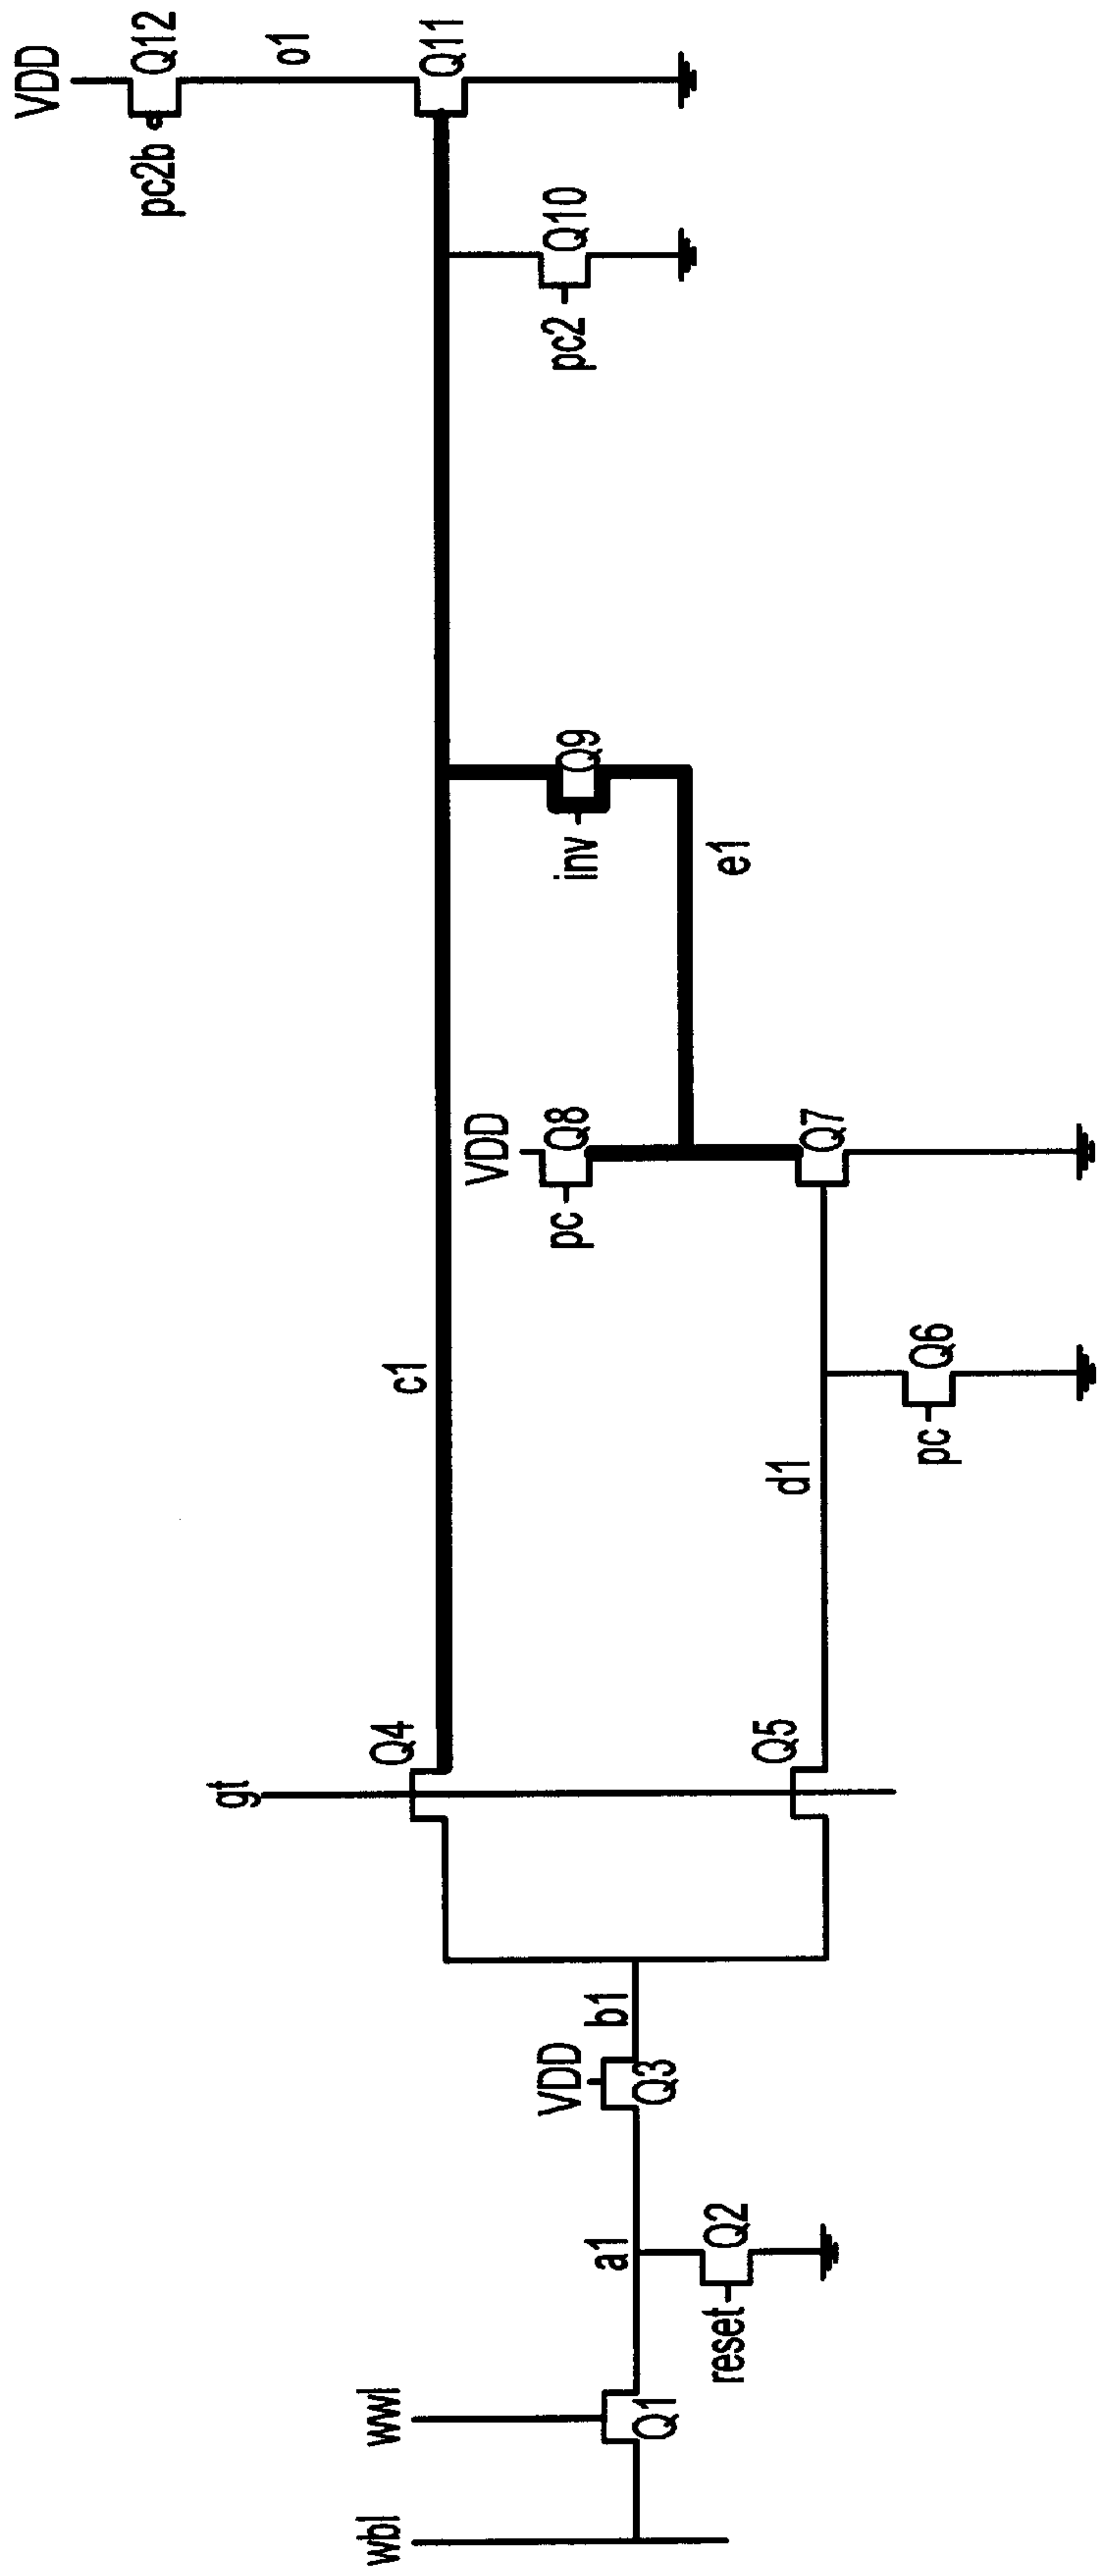 VDD
Q12
pc2b
o1
Q11
Q10
pc2
Q9
inv
e1
VDD
Q8
pc
Q7
c1
Q6
pc
d1
gt
Q4
Q5
b1
VDD
Q3
a1
Q2
reset
wwl
Q1
wbl